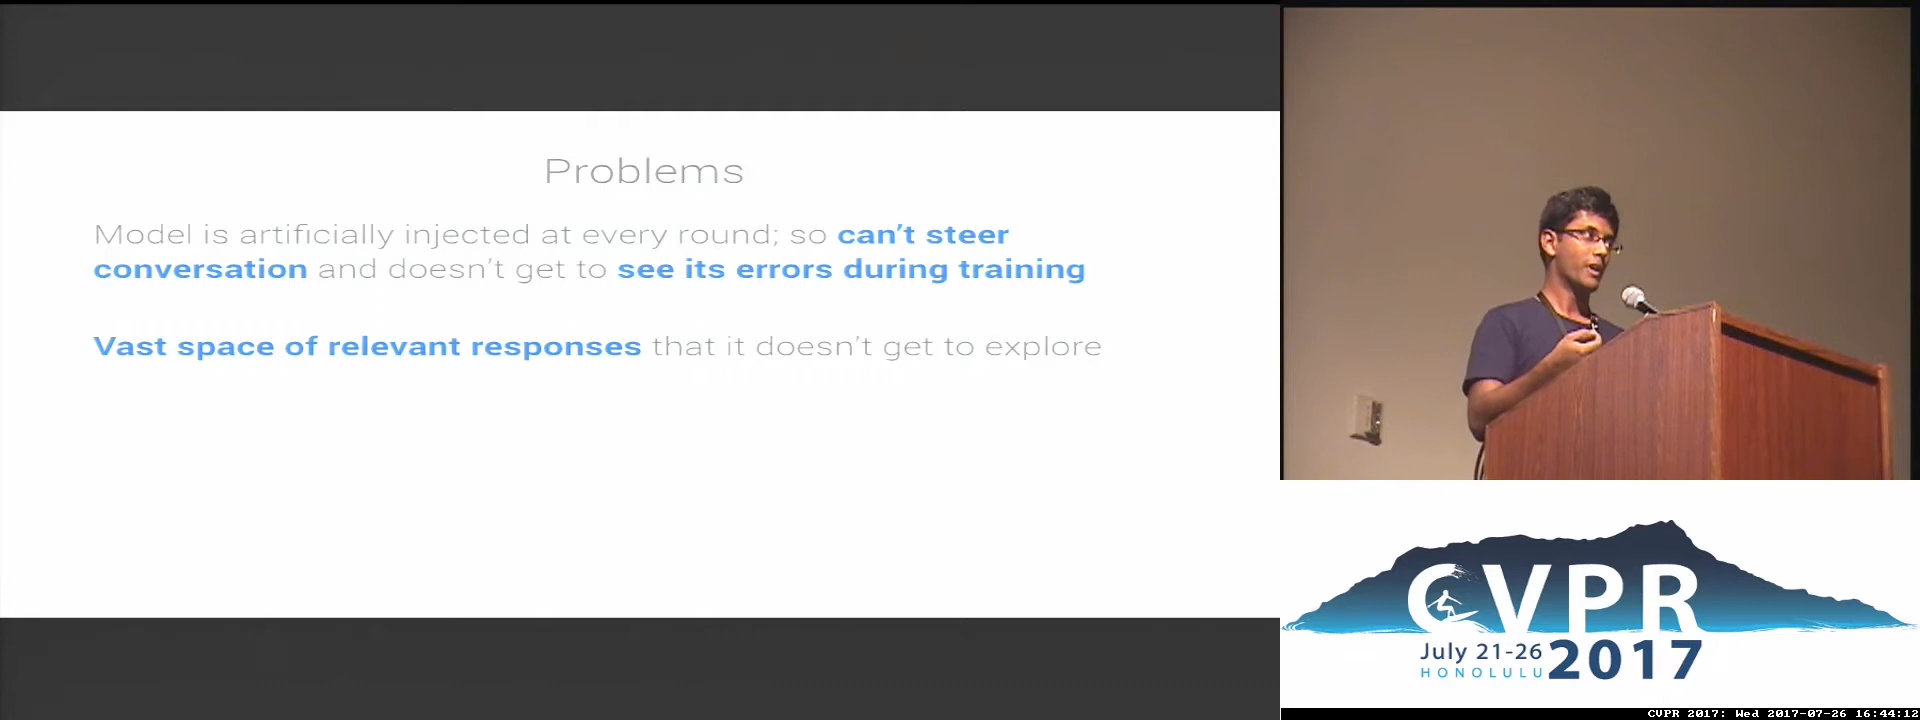 Problems
Model is artificially injected at every round; so can't steer
conversation and doesn't get to see its errors during training
Vast space of relevant responses that it doesn't get to explore
CVPR
July 21-26
HONOLULU
2017
CVPR 2017: Wed 2017-07-26 16:44:12